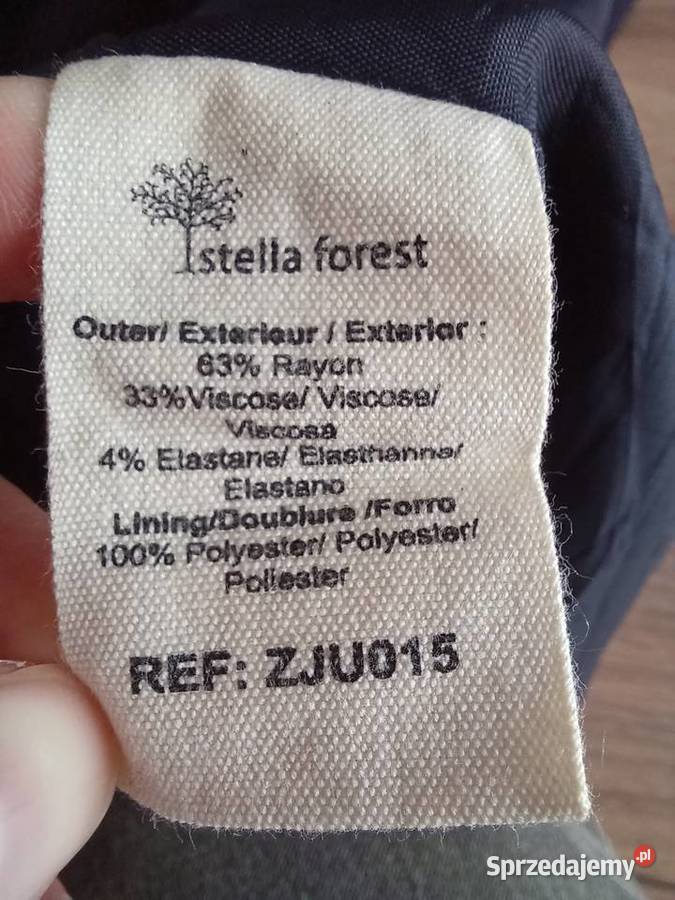 stella forest
Outer/ Exterieur / Exterior :
63% Rayon
33%Viscose/ Viscose/
Viscosa
4% Elastane/ Elasthanne/
Elastano
Lining/Doublure /Forro
100% Polyester/ Polyester/
Poliester
REF: ZJU015
Sprzedajemy.pl